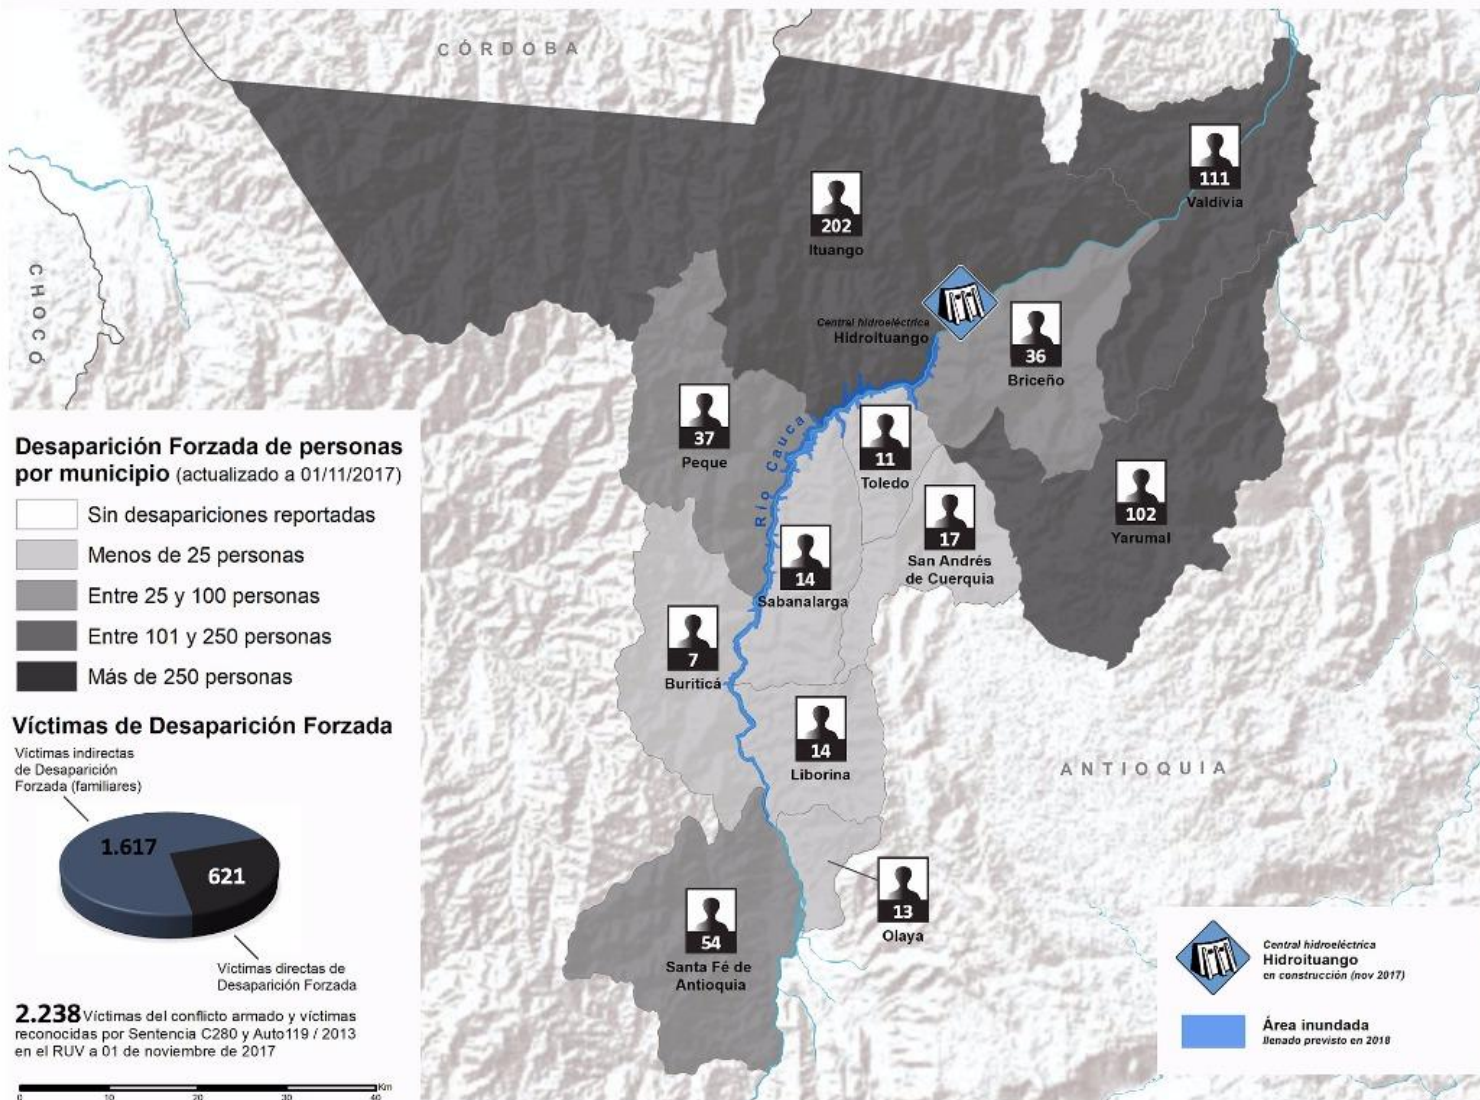 CÓRDOBA
CHOCÓ
111
Valdivia
202
Ituango
Central hidroeléctrica
Hidroituango
36
Briceño
37
Peque
Río Cauca
11
Toledo
17
San Andrés
de Cuerquia
102
Yarumal
14
Sabanalarga
7
Buriticá
14
Liborina
ANTIOQUIA
54
Santa Fé de
Antioquia
13
Olaya
Desaparición Forzada de personas
por municipio (actualizado a 01/11/2017)
Sin desapariciones reportadas
Menos de 25 personas
Entre 25 y 100 personas
Entre 101 y 250 personas
Más de 250 personas
Víctimas de Desaparición Forzada
Víctimas indirectas
de Desaparición
Forzada (familiares)
1.617
621
Víctimas directas de
Desaparición Forzada
2.238 Víctimas del conflicto armado y víctimas
reconocidas por Sentencia C280 y Auto119 / 2013
en el RUV a 01 de noviembre de 2017
0 10 20 30 40 Km
Central hidroeléctrica
Hidroituango
en construcción (nov 2017)
Área inundada
llenado previsto en 2018